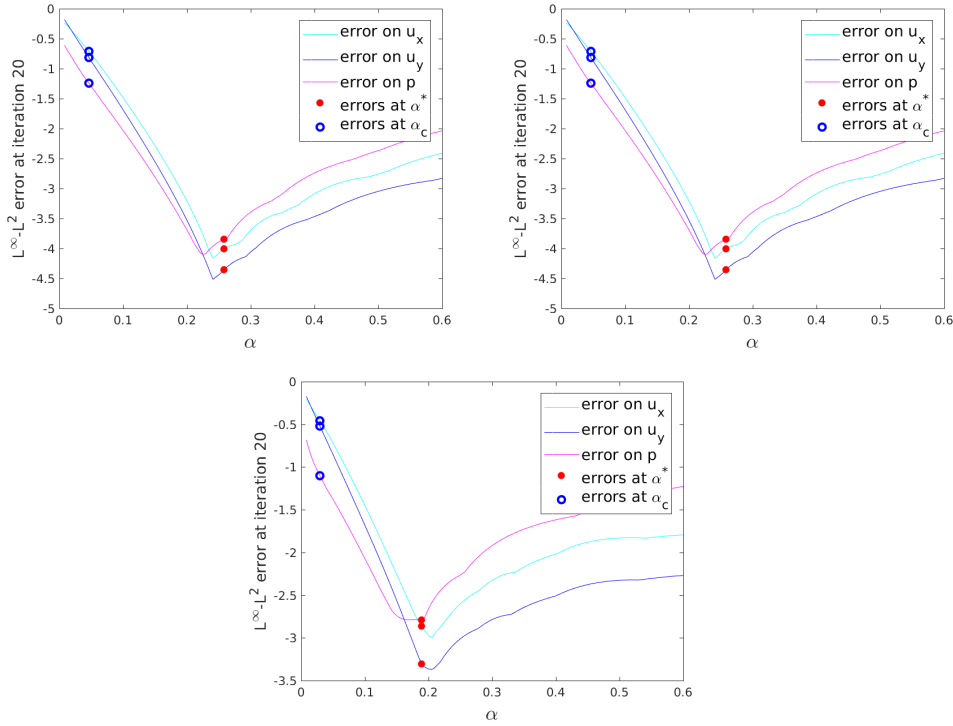 0
-0.5
-1
-1.5
-2
-2.5
-3
-3.5
-4
-4.5
-5
0 0.1 0.2 0.3 0.4 0.5 0.6
α
L^∞-L^2 error at iteration 20
error on u_x
error on u_y
error on p
errors at α^*
errors at α_c
0
-0.5
-1
-1.5
-2
-2.5
-3
-3.5
-4
-4.5
-5
0 0.1 0.2 0.3 0.4 0.5 0.6
α
L^∞-L^2 error at iteration 20
error on u_x
error on u_y
error on p
errors at α^*
errors at α_c
0
-0.5
-1
-1.5
-2
-2.5
-3
-3.5
0 0.1 0.2 0.3 0.4 0.5 0.6
α
L^∞-L^2 error at iteration 20
error on u_x
error on u_y
error on p
errors at α^*
errors at α_c